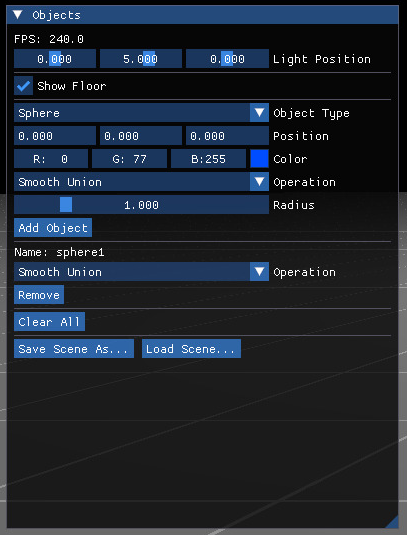 Objects
FPS: 240.0
0.000 5.000 0.000 Light Position
Show Floor
Sphere Object Type
0.000 0.000 0.000 Position
R: 0 G: 77 B:255 Color
Smooth Union Operation
1.000 Radius
Add Object
Name: sphere1
Smooth Union Operation
Remove
Clear All
Save Scene As... Load Scene...